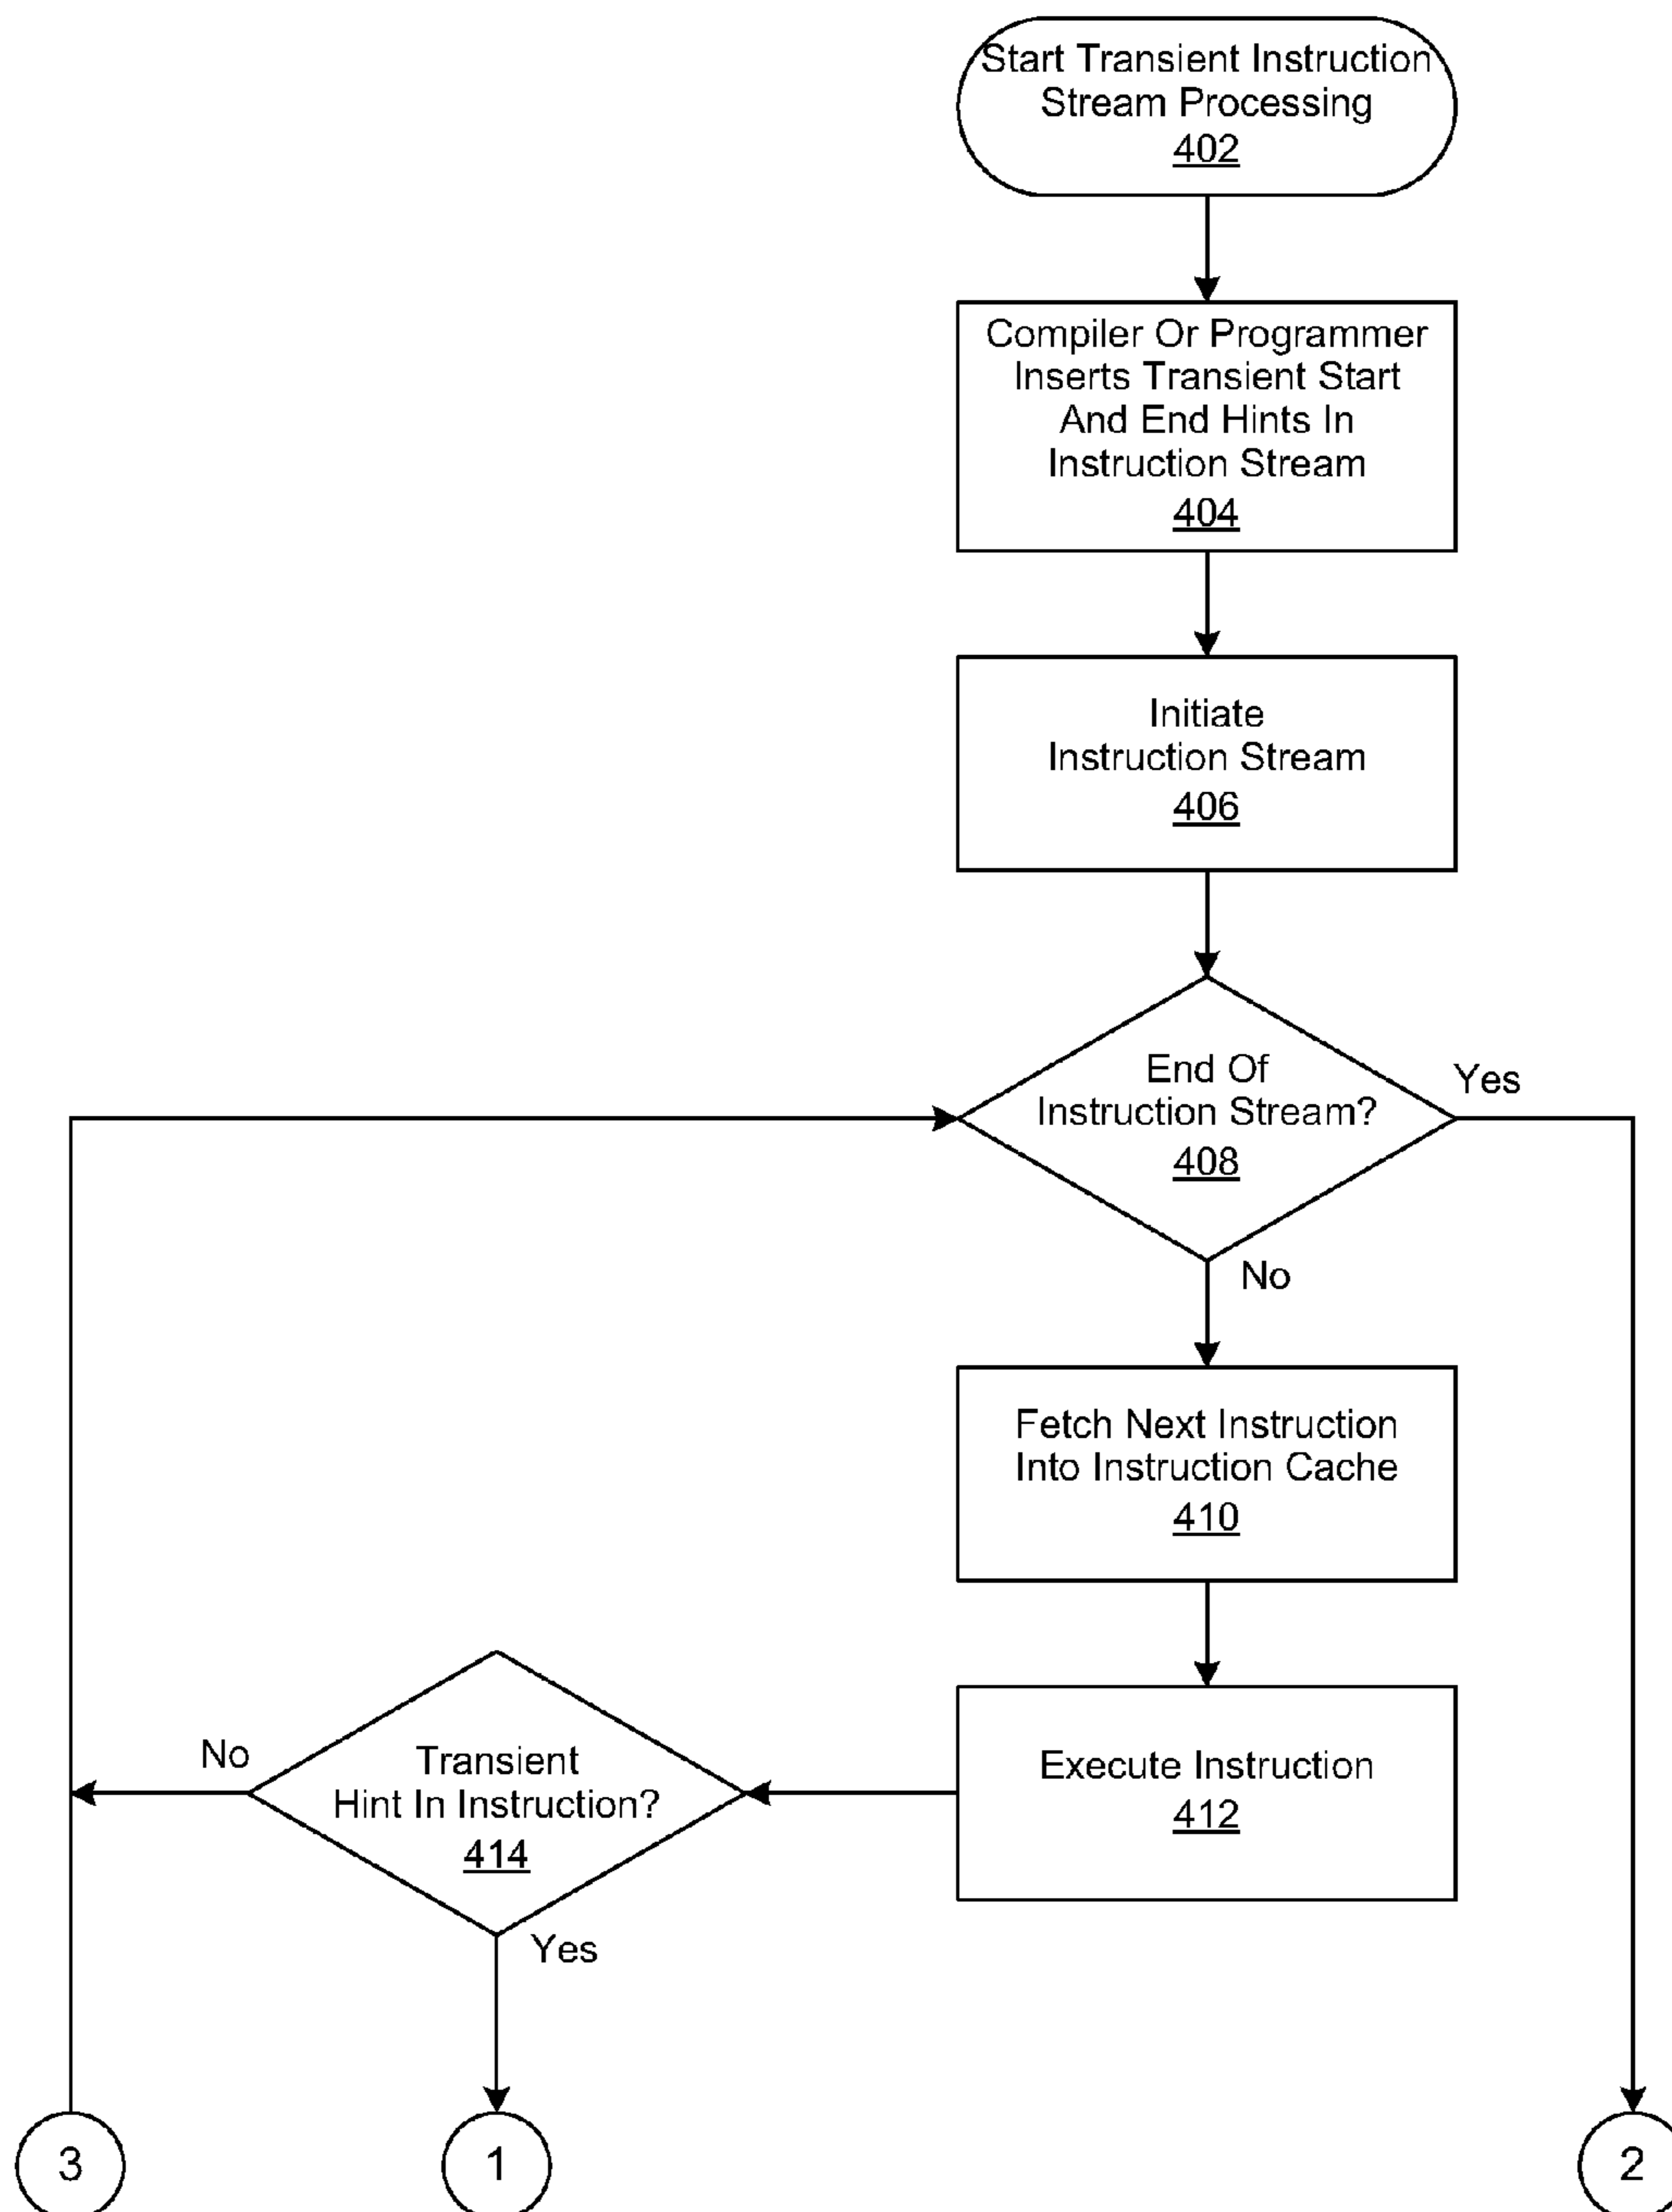 Start Transient Instruction
Stream Processing
402
Compiler Or Programmer
Inserts Transient Start
And End Hints In
Instruction Stream
404
Initiate
Instruction Stream
406
End Of
Instruction Stream?
408
Yes
No
Fetch Next Instruction
Into Instruction Cache
410
Execute Instruction
412
No
Transient
Hint In Instruction?
414
Yes
3
1
2